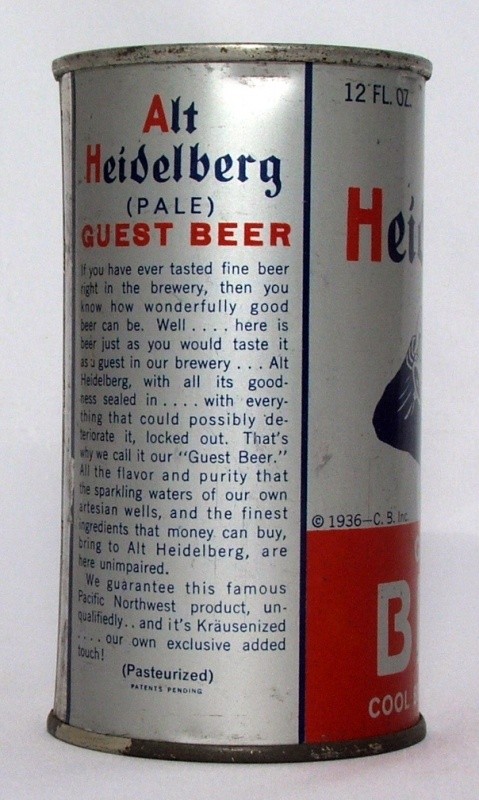 Alt
Heidelberg
(PALE)
GUEST BEER
If you have ever tasted fine beer
right in the brewery, then you
know how wonderfully good
beer can be. Well . . . . here is
beer just as you would taste it
as a guest in our brewery . . . Alt
Heidelberg, with all its good-
ness sealed in . . . . with every-
thing that could possibly de-
teriorate it, locked out. That's
why we call it our "Guest Beer."
All the flavor and purity that
the sparkling waters of our own
artesian wells, and the finest
ingredients that money can buy,
bring to Alt Heidelberg, are
here unimpaired.
We guarantee this famous
Pacific Northwest product, un-
qualifiedly . . and it's Kräusenized
. . . . our own exclusive added
touch!
(Pasteurized)
PATENTS PENDING
12 FL. OZ.
Hei
© 1936—C. B. Inc.
B
COOL